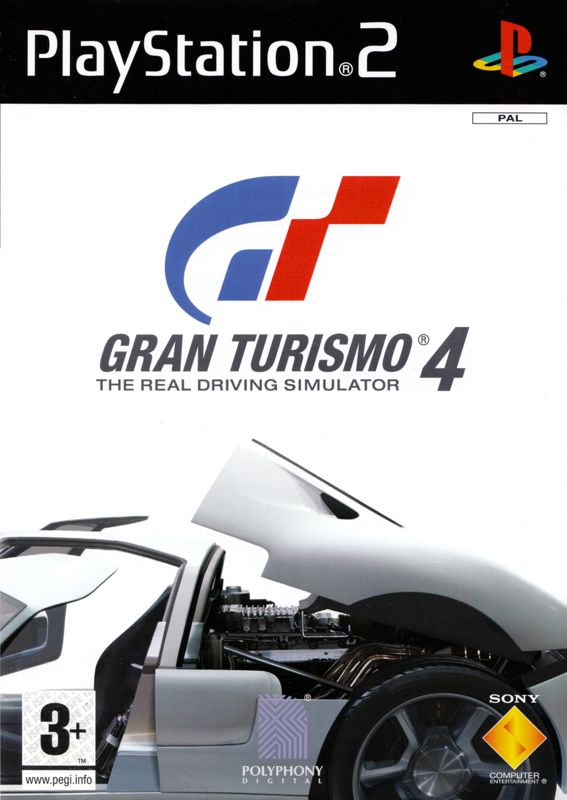 PlayStation®2
PAL
GRAN TURISMO® 4
THE REAL DRIVING SIMULATOR
3+
www.pegi.info
®
POLYPHONY
DIGITAL
SONY
COMPUTER
ENTERTAINMENT®